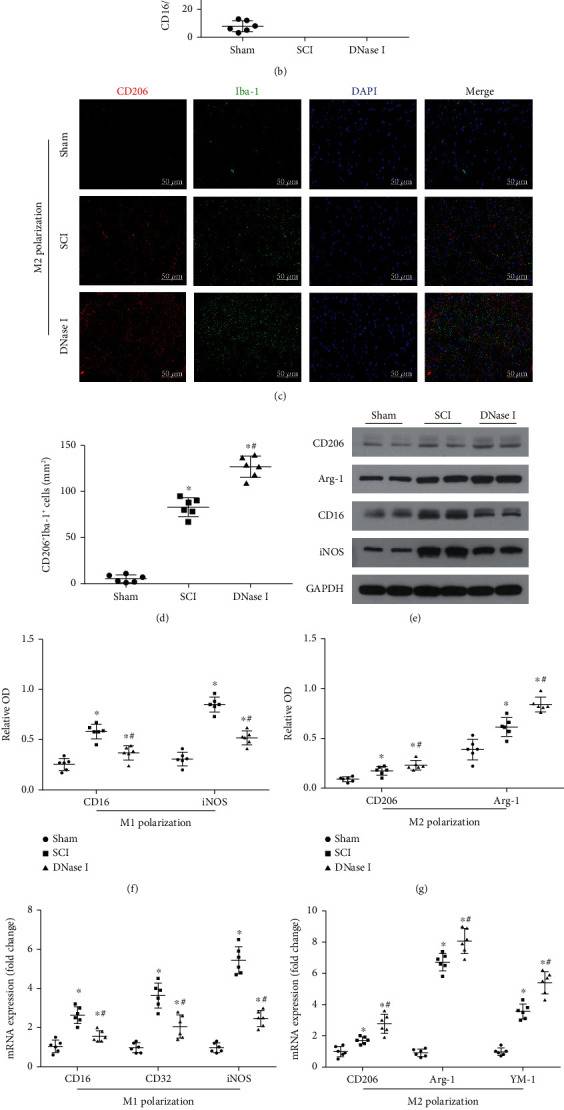 CD16/
20
0
Sham SCI DNase I
(b)
CD206 Iba-1 DAPI Merge
M2 polarization
Sham
50 μm 50 μm 50 μm 50 μm
SCI
50 μm 50 μm 50 μm 50 μm
DNase I
50 μm 50 μm 50 μm 50 μm
(c)
CD206⁺Iba-1⁺ cells (mm²)
150
100
50
0
*
*#
Sham SCI DNase I
(d)
Sham SCI DNase I
CD206
Arg-1
CD16
iNOS
GAPDH
(e)
Relative OD
1.5
1.0
0.5
0.0
* *# * *#
CD16 iNOS
M1 polarization
Sham
SCI
DNase I
(f)
Relative OD
1.5
1.0
0.5
0.0
* *# * *#
CD206 Arg-1
M2 polarization
Sham
SCI
DNase I
(g)
mRNA expression (fold change)
8
6
4
2
0
* *# * *# * *#
CD16 CD32 iNOS
M1 polarization
mRNA expression (fold change)
10
8
6
4
2
0
* *# * *# * *#
CD206 Arg-1 YM-1
M2 polarization